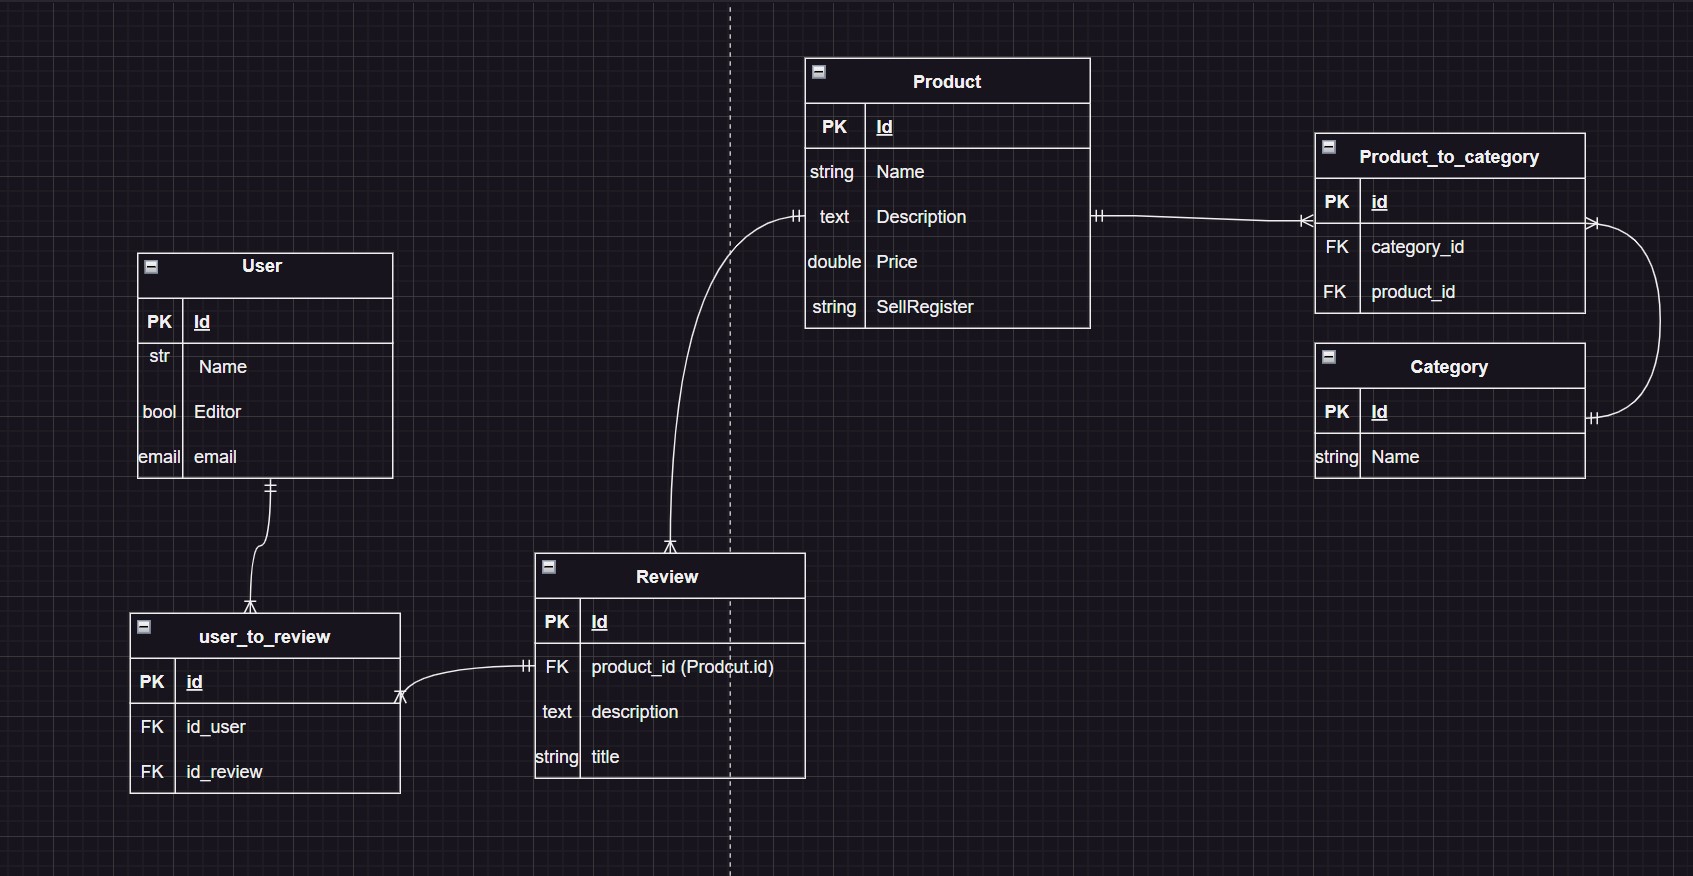 Product
PK Id
string Name
text Description
double Price
string SellRegister
Product_to_category
PK id
FK category_id
FK product_id
User
PK Id
str Name
bool Editor
email email
Category
PK Id
string Name
Review
PK Id
FK product_id (Prodcut.id)
text description
string title
user_to_review
PK id
FK id_user
FK id_review